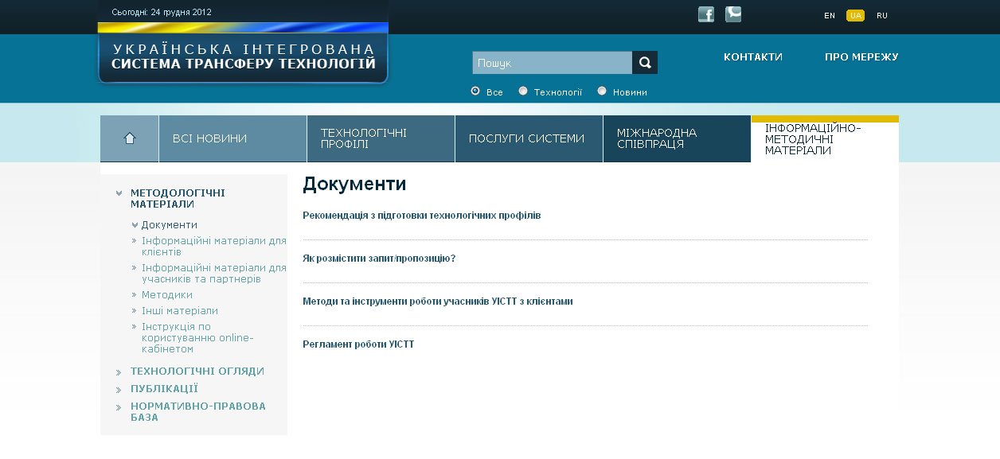 Сьогодні: 24 грудня 2012
EN UA RU
УКРАЇНСЬКА ІНТЕГРОВАНА
СИСТЕМА ТРАНСФЕРУ ТЕХНОЛОГІЙ
Пошук
КОНТАКТИ
ПРО МЕРЕЖУ
Все Технології Новини
ВСІ НОВИНИ
ТЕХНОЛОГІЧНІ
ПРОФІЛІ
ПОСЛУГИ СИСТЕМИ
МІЖНАРОДНА
СПІВПРАЦЯ
ІНФОРМАЦІЙНО-
МЕТОДИЧНІ
МАТЕРІАЛИ
МЕТОДОЛОГІЧНІ
МАТЕРІАЛИ
Документи
Інформаційні матеріали для
клієнтів
Інформаційні матеріали для
учасників та партнерів
Методики
Інші матеріали
Інструкція по
користуванню online-
кабінетом
ТЕХНОЛОГІЧНІ ОГЛЯДИ
ПУБЛІКАЦІЇ
НОРМАТИВНО-ПРАВОВА
БАЗА
Документи
Рекомендація з підготовки технологічних профілів
Як розмістити запит/пропозицію?
Методи та інструменти роботи учасників УІСТТ з клієнтами
Регламент роботи УІСТТ